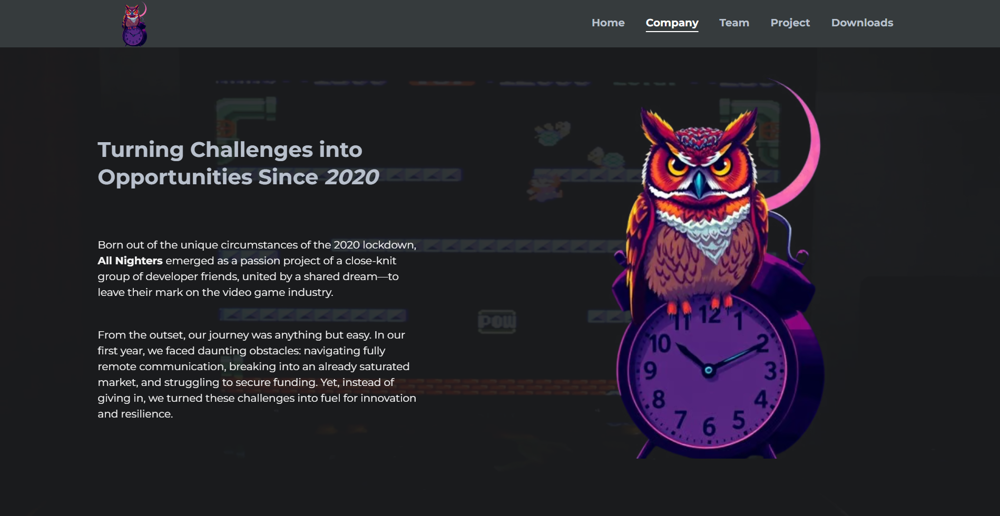 Home Company Team Project Downloads
Turning Challenges into
Opportunities Since 2020
Born out of the unique circumstances of the 2020 lockdown,
All Nighters emerged as a passion project of a close-knit
group of developer friends, united by a shared dream—to
leave their mark on the video game industry.
POW
From the outset, our journey was anything but easy. In our
first year, we faced daunting obstacles: navigating fully
remote communication, breaking into an already saturated
market, and struggling to secure funding. Yet, instead of
giving in, we turned these challenges into fuel for innovation
and resilience.
11 12 1
10 2
9 3
8 4
7 6 5